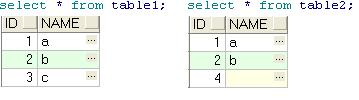 select * from table1; select * from table2;
ID NAME ID NAME
1 a ... 1 a ...
2 b ... 2 b ...
3 c ... 4 ...